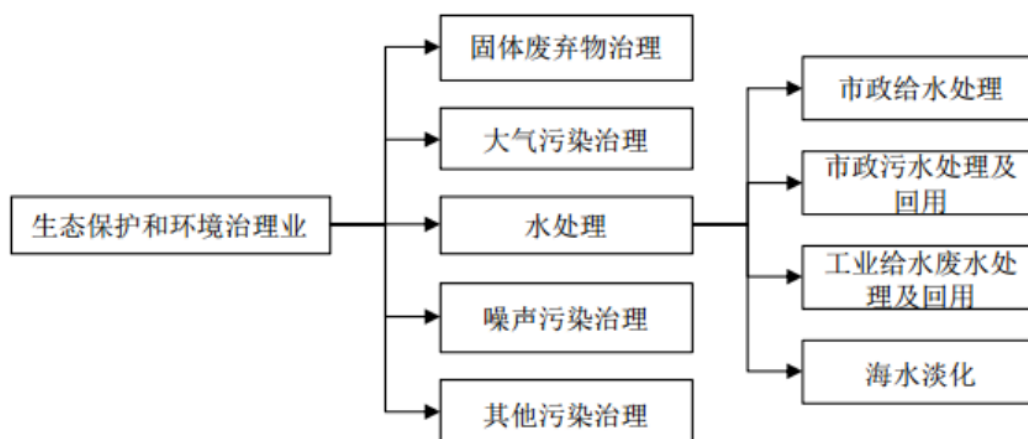 生态保护和环境治理业
固体废弃物治理
大气污染治理
水处理
噪声污染治理
其他污染治理
市政给水处理
市政污水处理及
回用
工业给水废水处
理及回用
海水淡化